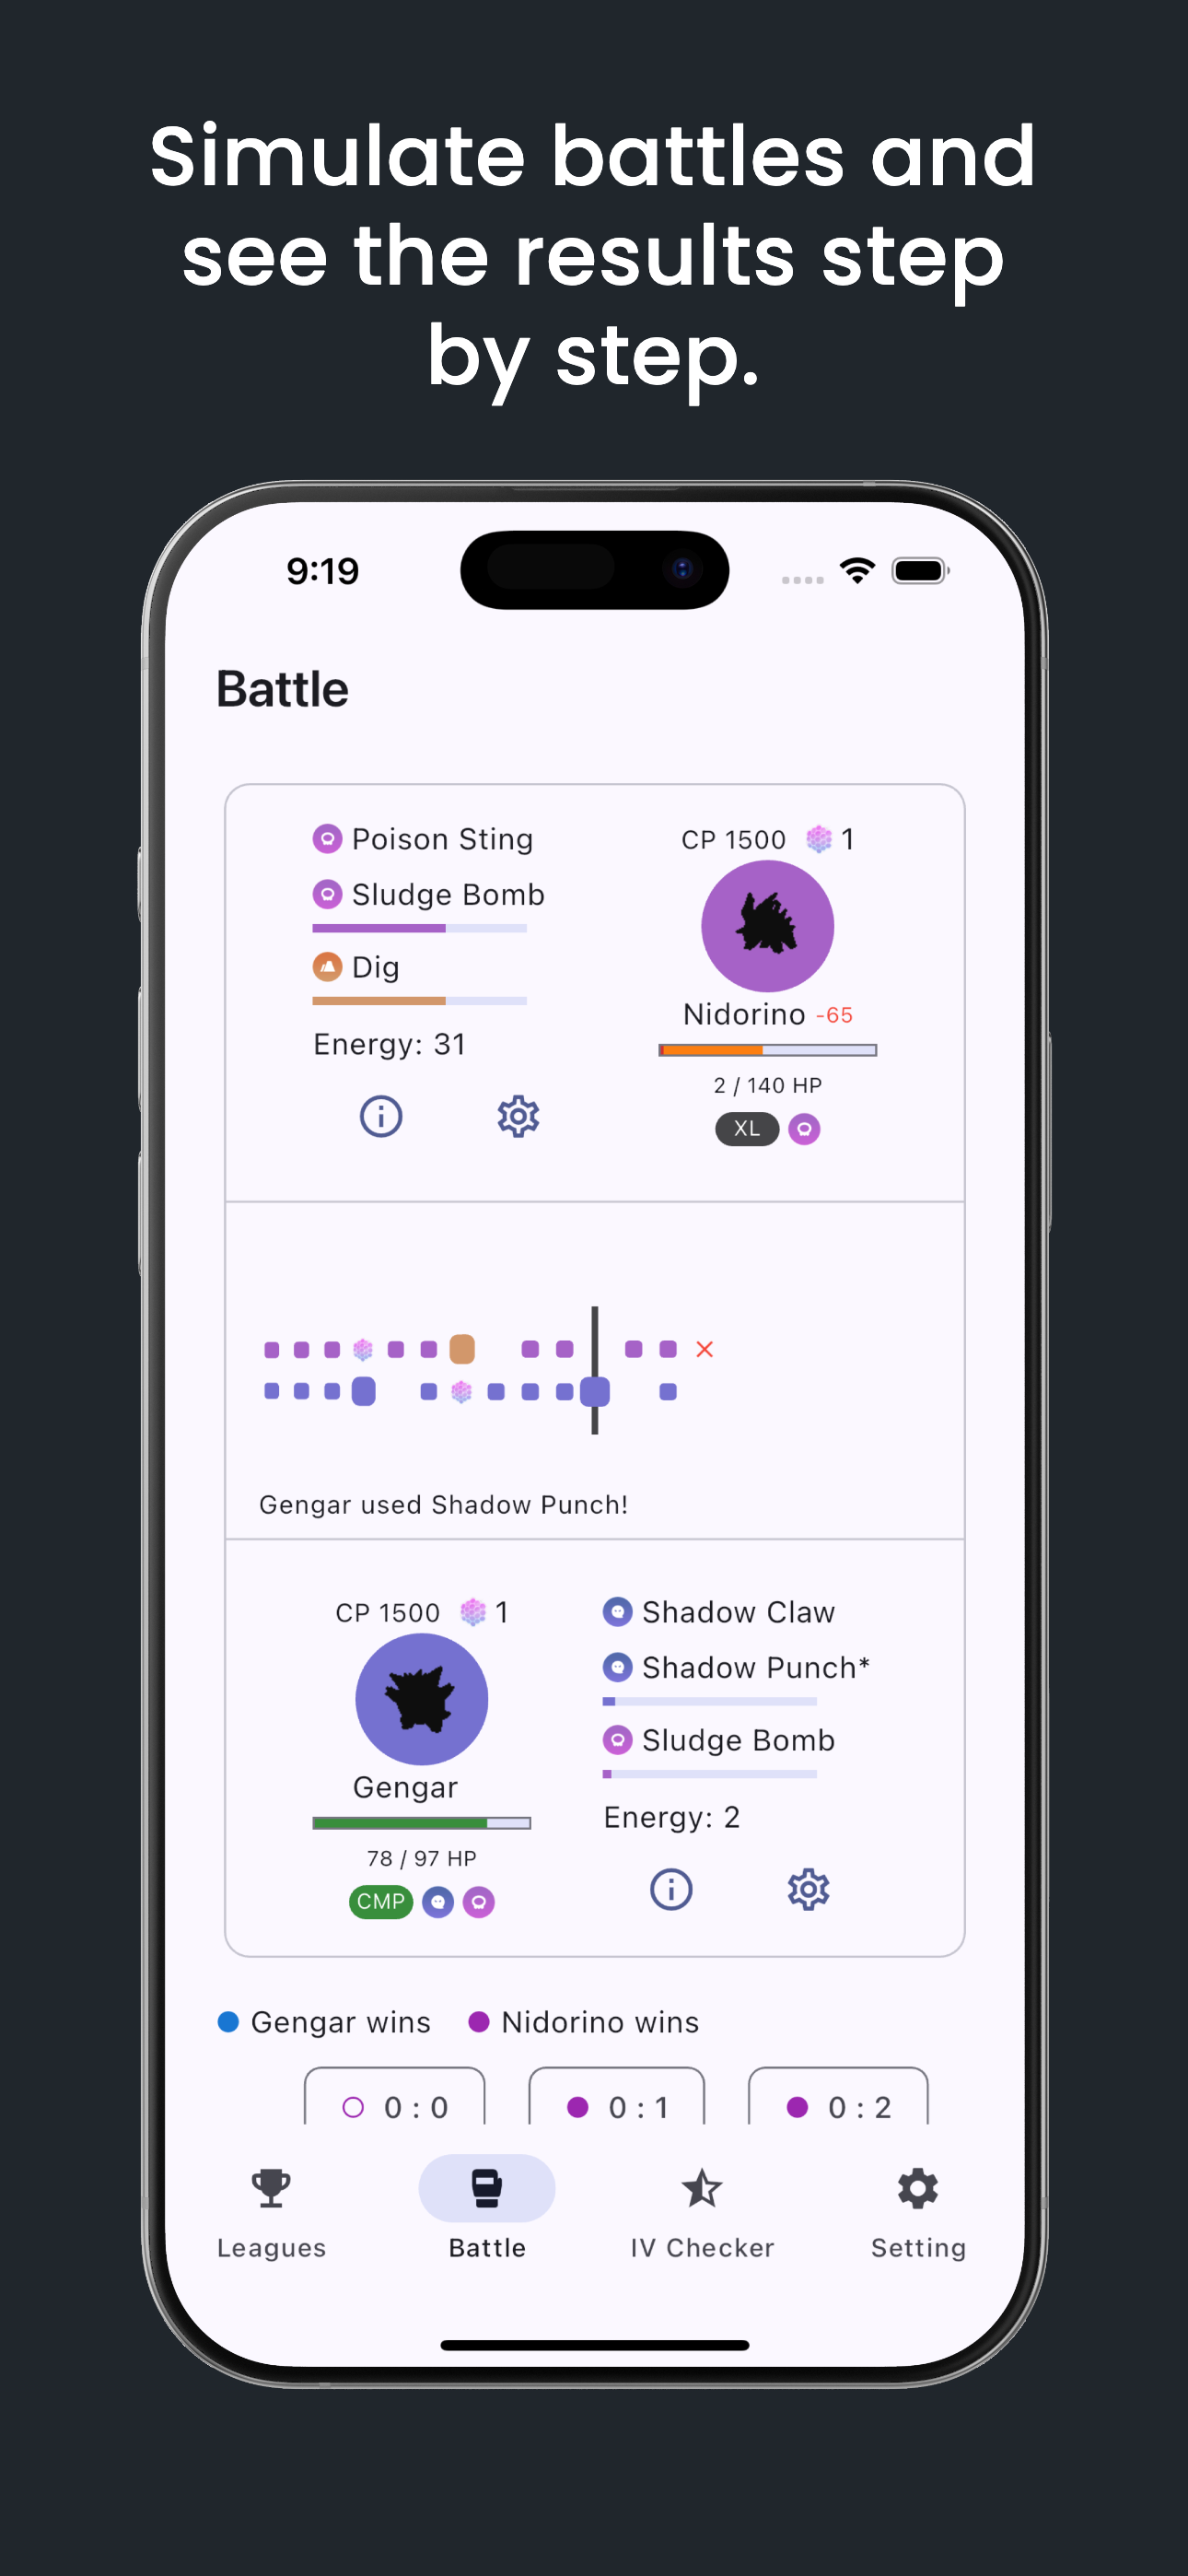 Simulate battles and
see the results step
by step.
9:19
Battle
Poison Sting
Sludge Bomb
Dig
Energy: 31
CP 1500 1
Nidorino -65
2 / 140 HP
XL
Gengar used Shadow Punch!
CP 1500 1
Gengar
78 / 97 HP
CMP
Shadow Claw
Shadow Punch*
Sludge Bomb
Energy: 2
Gengar wins Nidorino wins
0 : 0 0 : 1 0 : 2
Leagues Battle IV Checker Setting